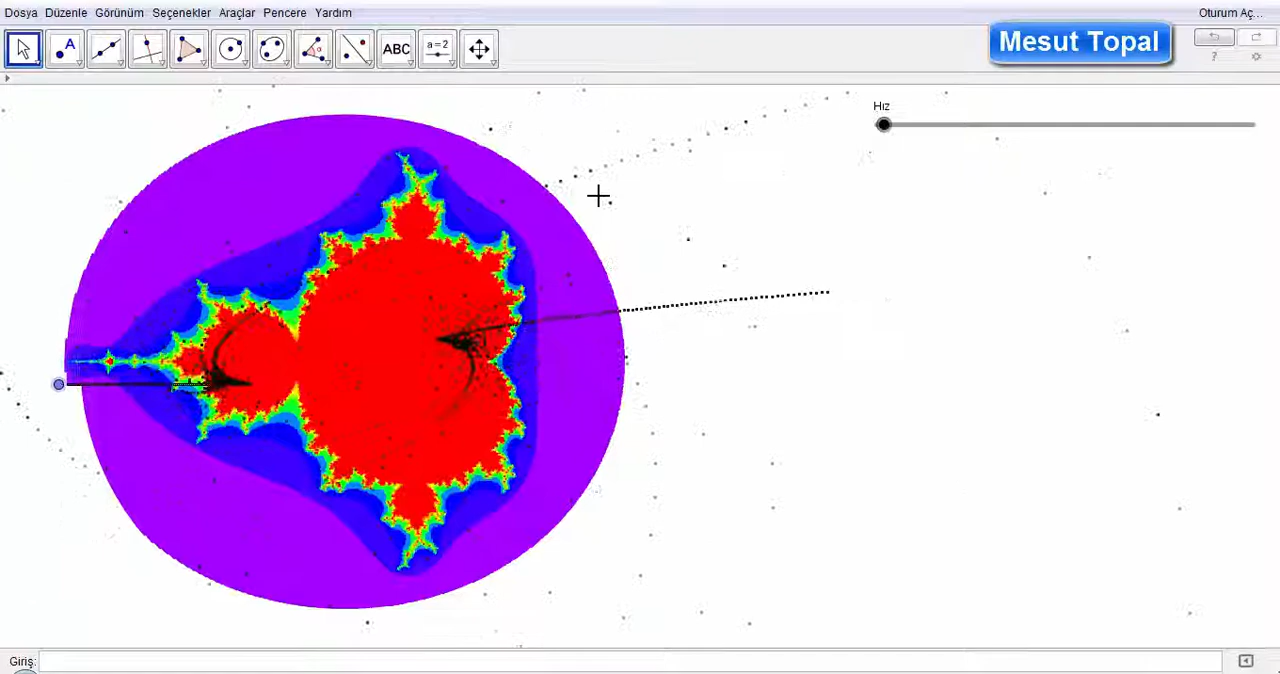 Dosya Düzenle Görünüm Seçenekler Araçlar Pencere Yardım Oturum Aç...
A ABC a=2 Mesut Topal ?
Hız
Giriş: